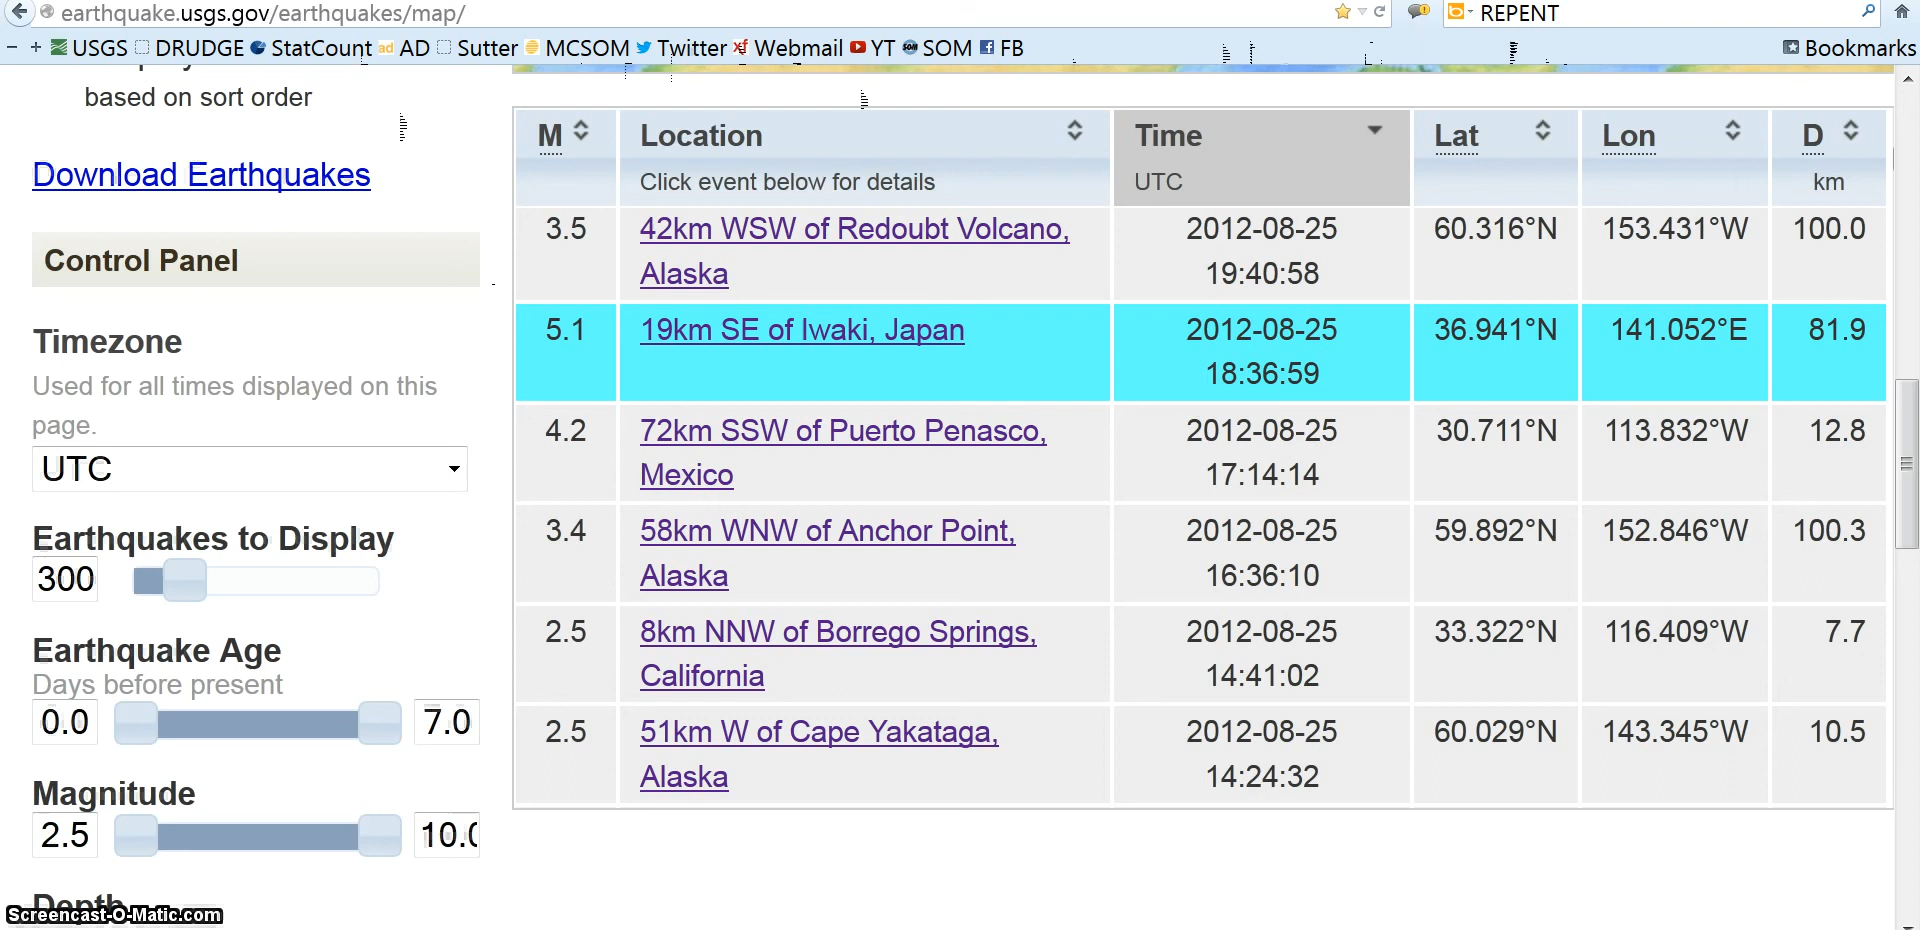 earthquake.usgs.gov/earthquakes/map/
REPENT
USGS DRUDGE StatCount ad AD Sutter MCSOM Twitter Webmail YT SOM SOM FB Bookmarks
based on sort order
Download Earthquakes
Control Panel
Timezone
Used for all times displayed on this
page.
UTC
Earthquakes to Display
300
Earthquake Age
Days before present
0.0 7.0
Magnitude
2.5 10.0
Depth
Screencast-O-Matic.com
M Location Time Lat Lon D
Click event below for details UTC km
3.5 42km WSW of Redoubt Volcano, 2012-08-25 60.316°N 153.431°W 100.0
Alaska 19:40:58
5.1 19km SE of Iwaki, Japan 2012-08-25 36.941°N 141.052°E 81.9
18:36:59
4.2 72km SSW of Puerto Penasco, 2012-08-25 30.711°N 113.832°W 12.8
Mexico 17:14:14
3.4 58km WNW of Anchor Point, 2012-08-25 59.892°N 152.846°W 100.3
Alaska 16:36:10
2.5 8km NNW of Borrego Springs, 2012-08-25 33.322°N 116.409°W 7.7
California 14:41:02
2.5 51km W of Cape Yakataga, 2012-08-25 60.029°N 143.345°W 10.5
Alaska 14:24:32